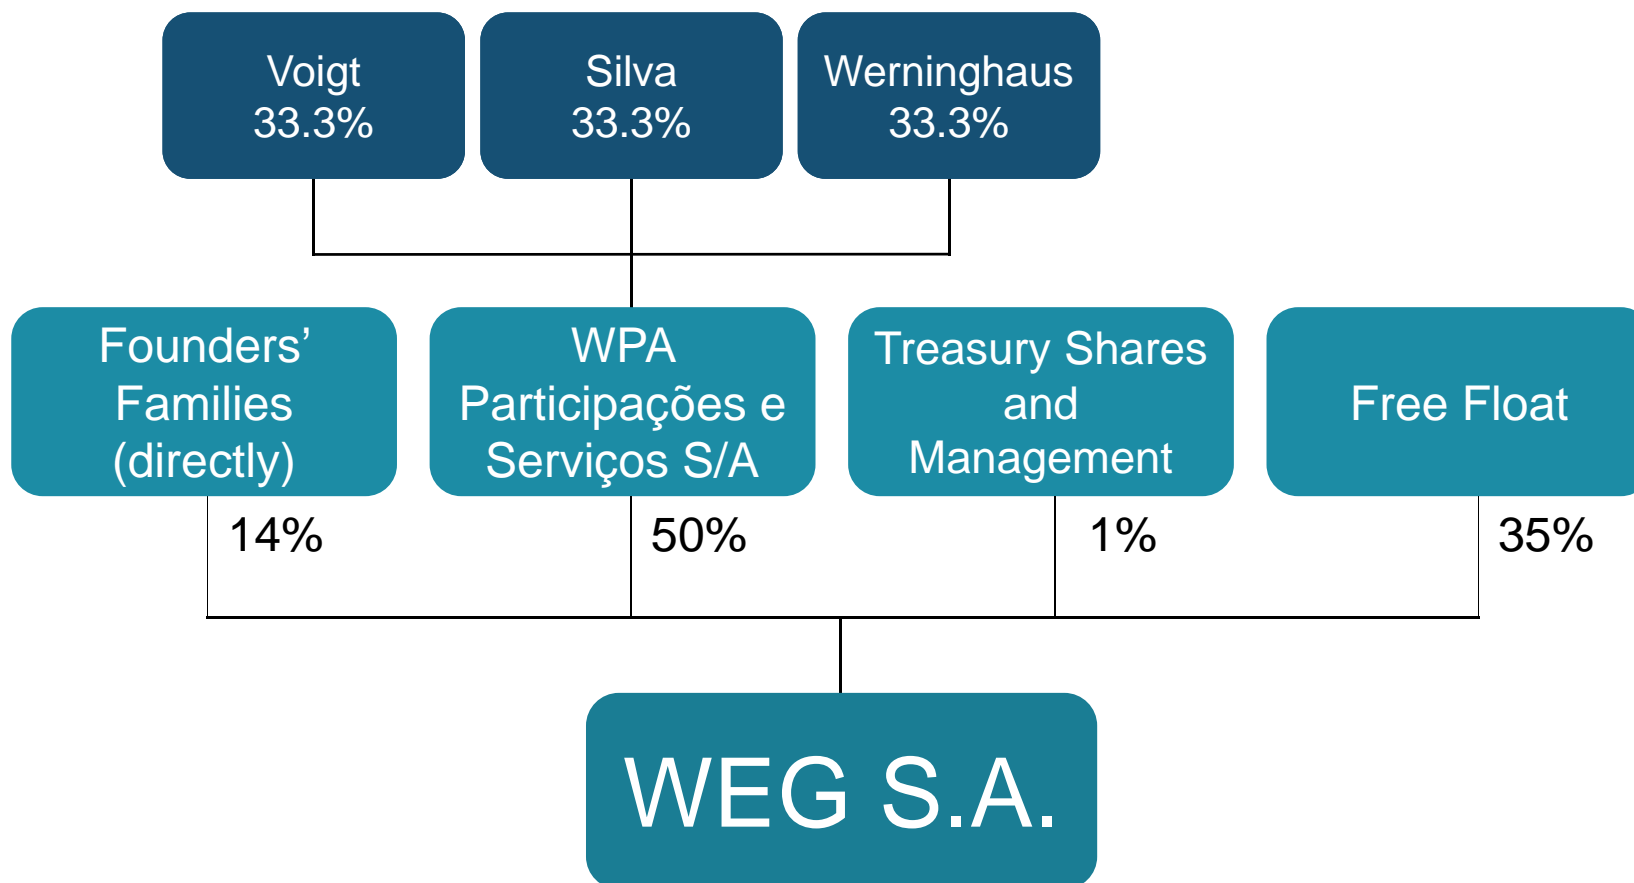 Voigt
33.3%
Silva
33.3%
Werninghaus
33.3%
Founders’
Families
(directly)
WPA
Participações e
Serviços S/A
Treasury Shares
and
Management
Free Float
14%
50%
1%
35%
WEG S.A.